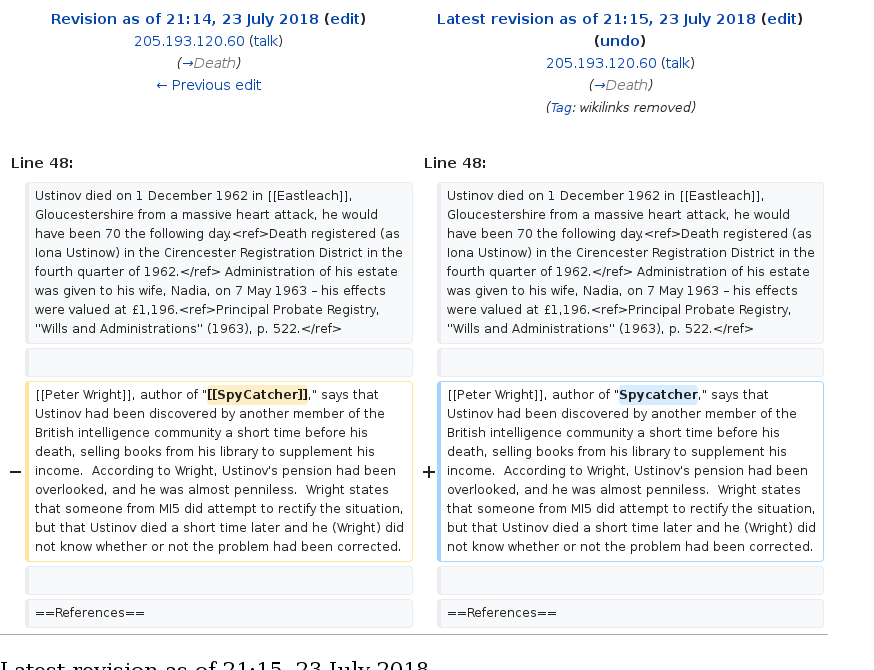 Revision as of 21:14, 23 July 2018 (edit)
205.193.120.60 (talk)
(→Death)
← Previous edit
Latest revision as of 21:15, 23 July 2018 (edit)
(undo)
205.193.120.60 (talk)
(→Death)
(Tag: wikilinks removed)
Line 48:
Line 48:
Ustinov died on 1 December 1962 in [[Eastleach]],
Gloucestershire from a massive heart attack, he would
have been 70 the following day.<ref>Death registered (as
Iona Ustinow) in the Cirencester Registration District in the
fourth quarter of 1962.</ref> Administration of his estate
was given to his wife, Nadia, on 7 May 1963 – his effects
were valued at £1,196.<ref>Principal Probate Registry,
"Wills and Administrations" (1963), p. 522.</ref>
Ustinov died on 1 December 1962 in [[Eastleach]],
Gloucestershire from a massive heart attack, he would
have been 70 the following day.<ref>Death registered (as
Iona Ustinow) in the Cirencester Registration District in the
fourth quarter of 1962.</ref> Administration of his estate
was given to his wife, Nadia, on 7 May 1963 – his effects
were valued at £1,196.<ref>Principal Probate Registry,
"Wills and Administrations" (1963), p. 522.</ref>
−
[[Peter Wright]], author of "[[SpyCatcher]]," says that
Ustinov had been discovered by another member of the
British intelligence community a short time before his
death, selling books from his library to supplement his
income.  According to Wright, Ustinov's pension had been
overlooked, and he was almost penniless.  Wright states
that someone from MI5 did attempt to rectify the situation,
but that Ustinov died a short time later and he (Wright) did
not know whether or not the problem had been corrected.
+
[[Peter Wright]], author of "Spycatcher," says that
Ustinov had been discovered by another member of the
British intelligence community a short time before his
death, selling books from his library to supplement his
income.  According to Wright, Ustinov's pension had been
overlooked, and he was almost penniless.  Wright states
that someone from MI5 did attempt to rectify the situation,
but that Ustinov died a short time later and he (Wright) did
not know whether or not the problem had been corrected.
==References==
==References==
Latest revision as of 21:15, 23 July 2018